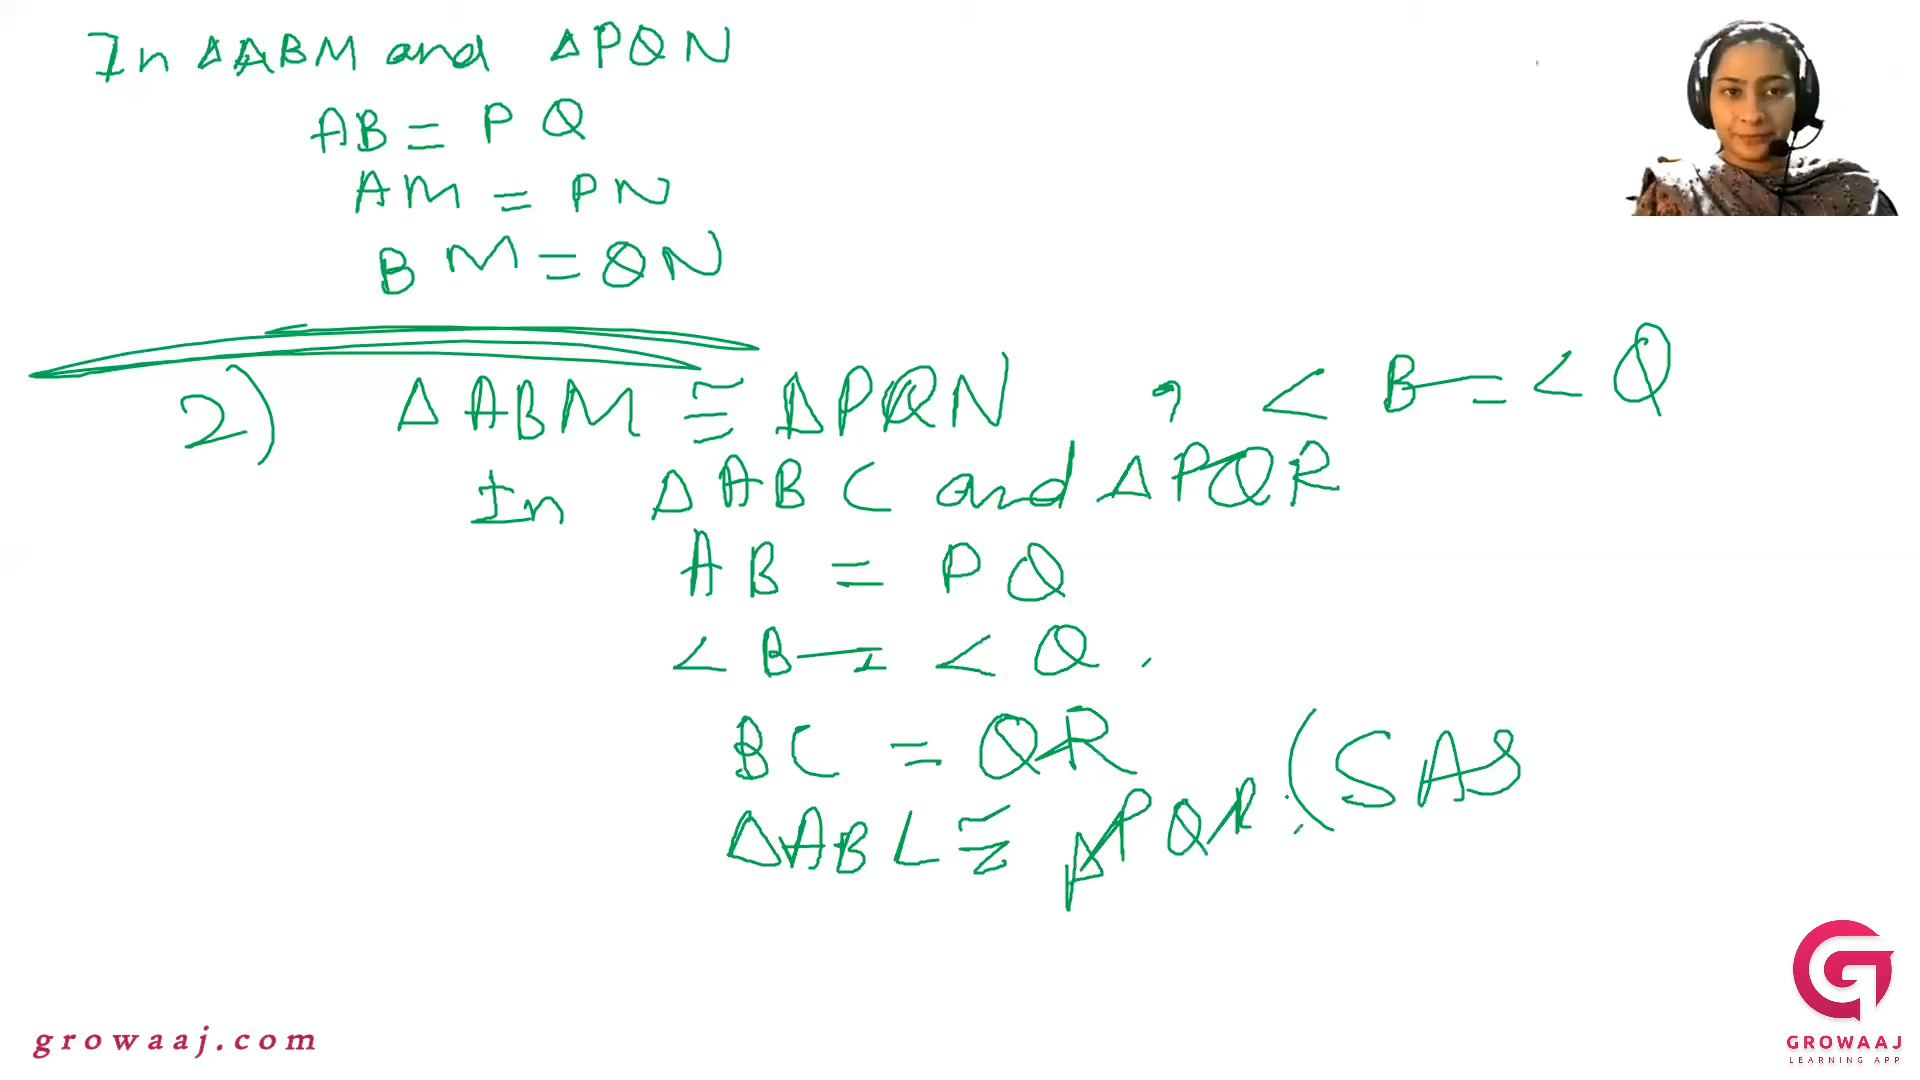 In ΔABM and ΔPQN
AB = PQ
AM = PN
BM = QN
2) ΔABM ≅ ΔPQN , <B = <Q
In ΔABC and ΔPQR
AB = PQ
<B = <Q .
BC = QR
ΔABC ≅ ΔPQR (SAS
growaaj.com
GROWAAJ
LEARNING APP